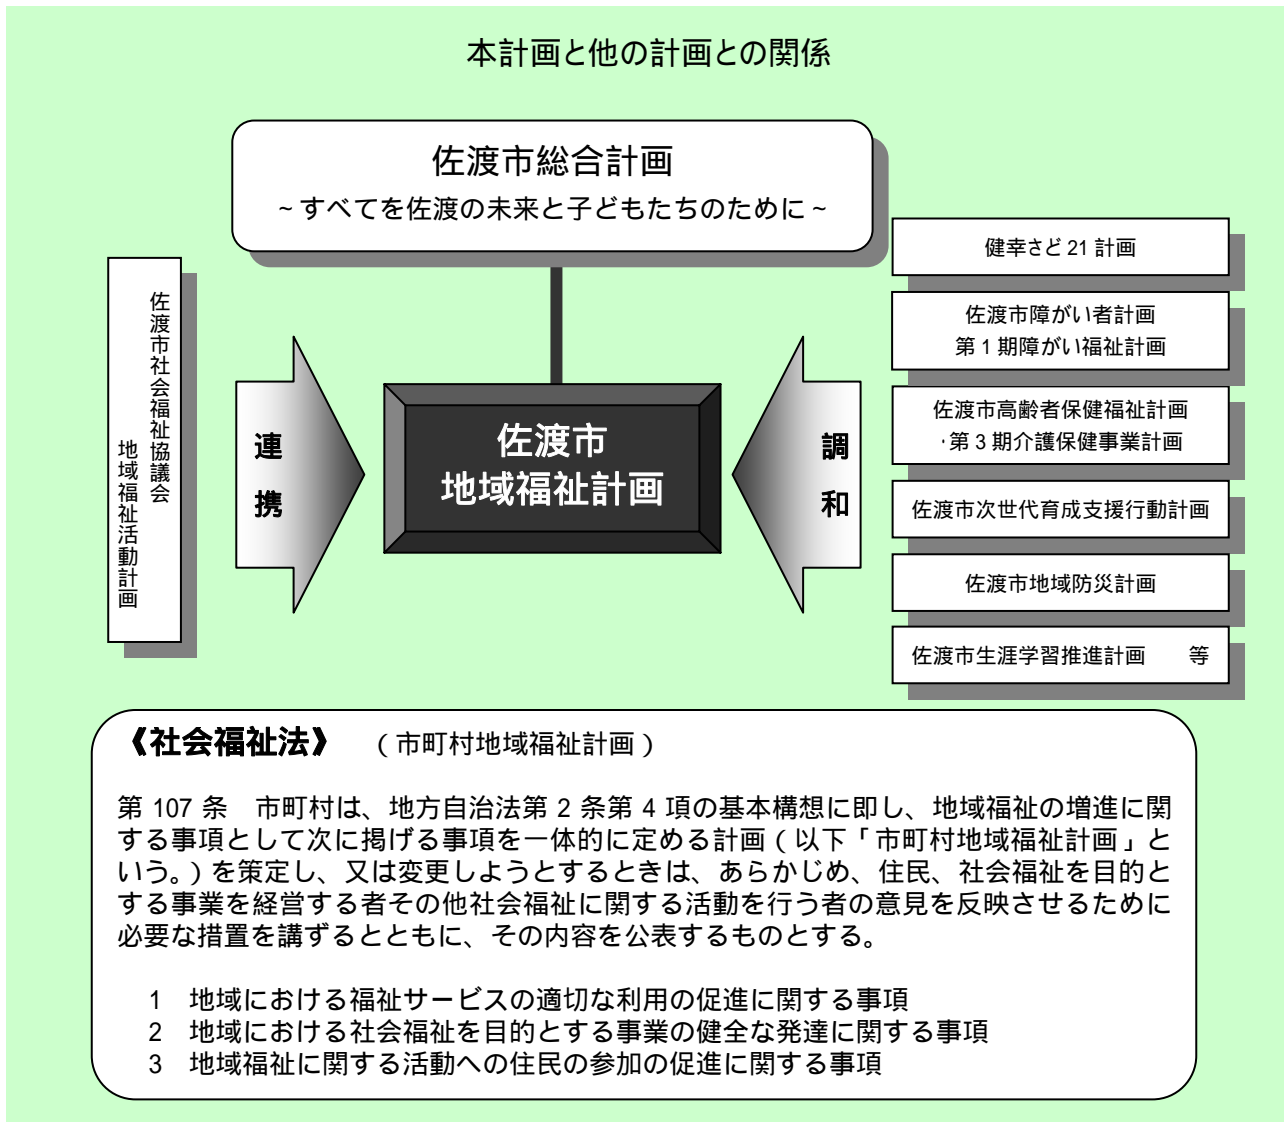 本計画と他の計画との関係
佐渡市総合計画
~すべてを佐渡の未来と子どもたちのために~
佐渡市社会福祉協議会
地域福祉活動計画
連携
佐渡市
地域福祉計画
調和
健幸さど21計画
佐渡市障がい者計画
第1期障がい福祉計画
佐渡市高齢者保健福祉計画
・第3期介護保健事業計画
佐渡市次世代育成支援行動計画
佐渡市地域防災計画
佐渡市生涯学習推進計画　等
《社会福祉法》　(市町村地域福祉計画)
第107条　市町村は、地方自治法第2条第4項の基本構想に即し、地域福祉の増進に関
する事項として次に掲げる事項を一体的に定める計画(以下「市町村地域福祉計画」と
いう。)を策定し、又は変更しようとするときは、あらかじめ、住民、社会福祉を目的と
する事業を経営する者その他社会福祉に関する活動を行う者の意見を反映させるために
必要な措置を講ずるとともに、その内容を公表するものとする。
1　地域における福祉サービスの適切な利用の促進に関する事項
2　地域における社会福祉を目的とする事業の健全な発達に関する事項
3　地域福祉に関する活動への住民の参加の促進に関する事項